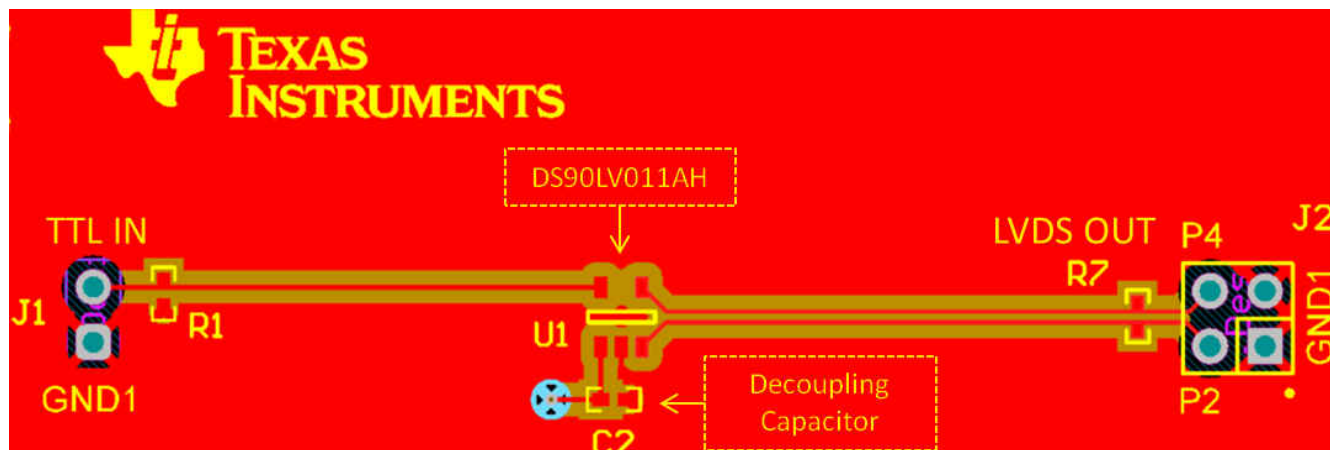 TEXAS
INSTRUMENTS
DS90LV011AH
TTL IN
LVDS OUT
P4
J2
R7
J1
R1
U1
GND1
GND1
Decoupling
Capacitor
P2
C2